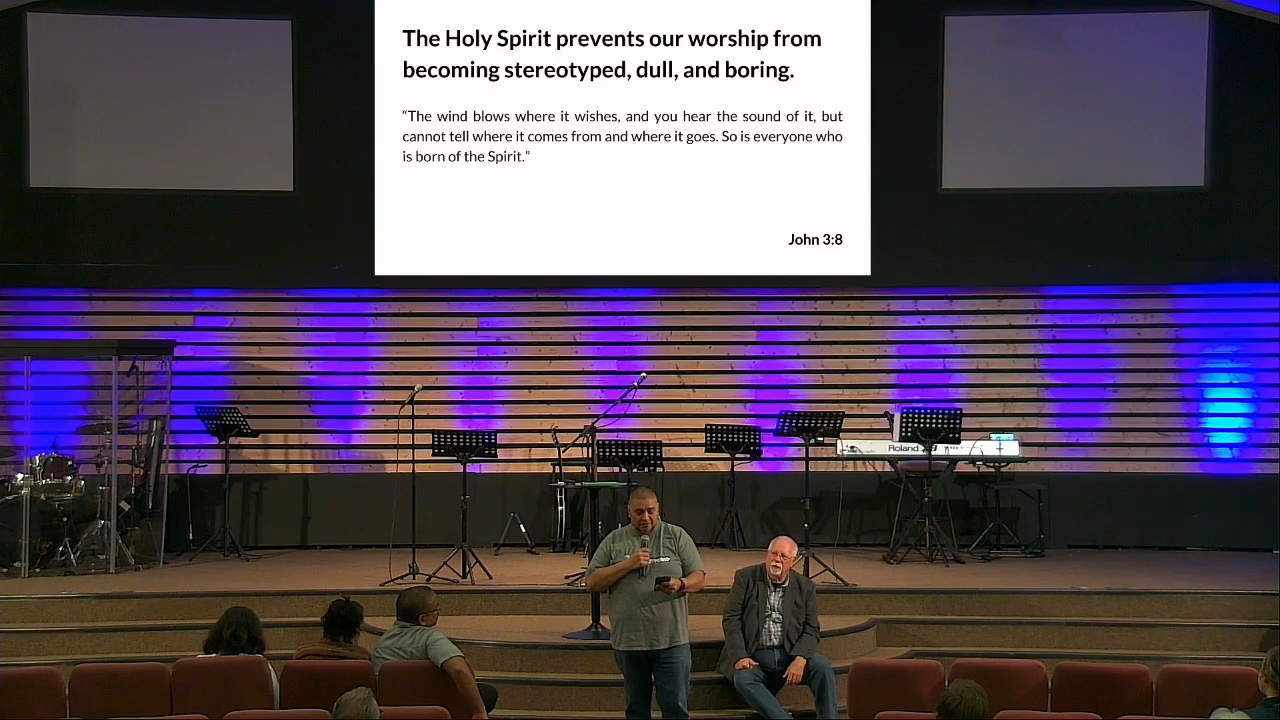 The Holy Spirit prevents our worship from
becoming stereotyped, dull, and boring.
“The wind blows where it wishes, and you hear the sound of it, but
cannot tell where it comes from and where it goes. So is everyone who
is born of the Spirit.”
John 3:8
Roland